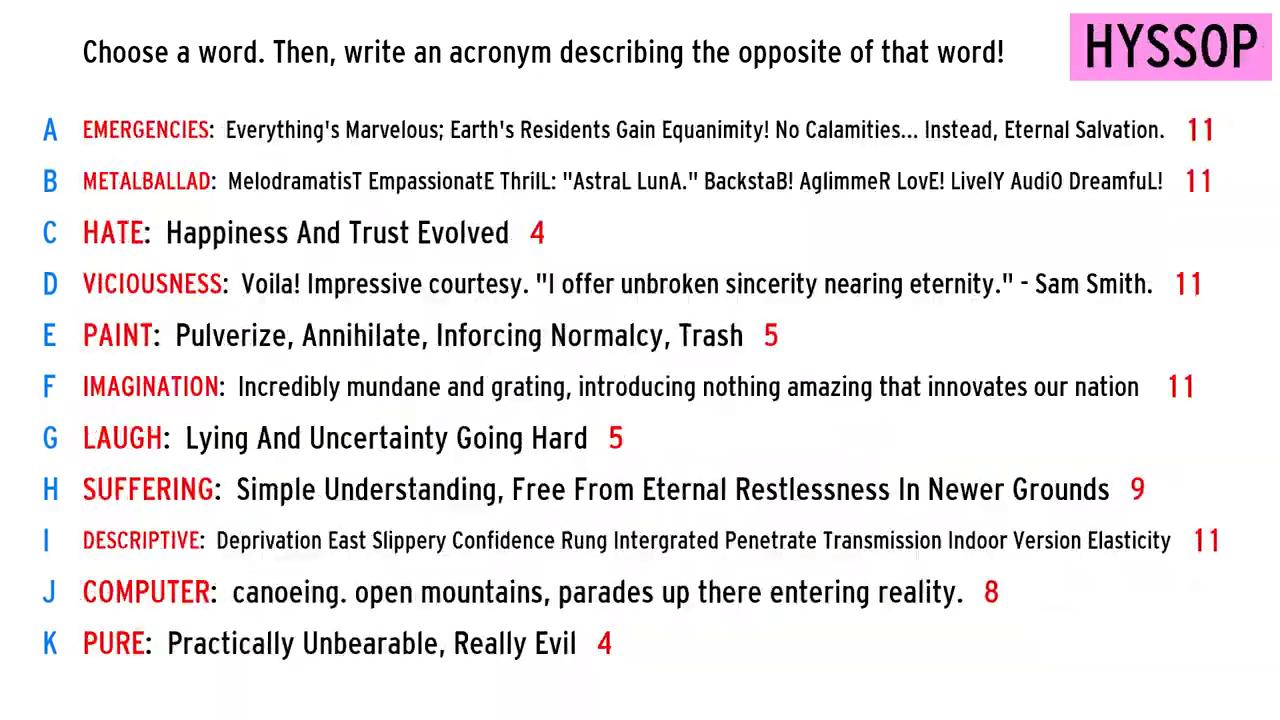 Choose a word. Then, write an acronym describing the opposite of that word!
HYSSOP
A EMERGENCIES: Everything's Marvelous; Earth's Residents Gain Equanimity! No Calamities... Instead, Eternal Salvation. 11
B METALBALLAD: MelodramatisT EmpassionatE ThrilL: "AstraL LunA." BackstaB! AglimmeR LovE! LivelY AudiO DreamfuL! 11
C HATE: Happiness And Trust Evolved 4
D VICIOUSNESS: Voila! Impressive courtesy. "I offer unbroken sincerity nearing eternity." - Sam Smith. 11
E PAINT: Pulverize, Annihilate, Inforcing Normalcy, Trash 5
F IMAGINATION: Incredibly mundane and grating, introducing nothing amazing that innovates our nation 11
G LAUGH: Lying And Uncertainty Going Hard 5
H SUFFERING: Simple Understanding, Free From Eternal Restlessness In Newer Grounds 9
I DESCRIPTIVE: Deprivation East Slippery Confidence Rung Intergrated Penetrate Transmission Indoor Version Elasticity 11
J COMPUTER: canoeing. open mountains, parades up there entering reality. 8
K PURE: Practically Unbearable, Really Evil 4